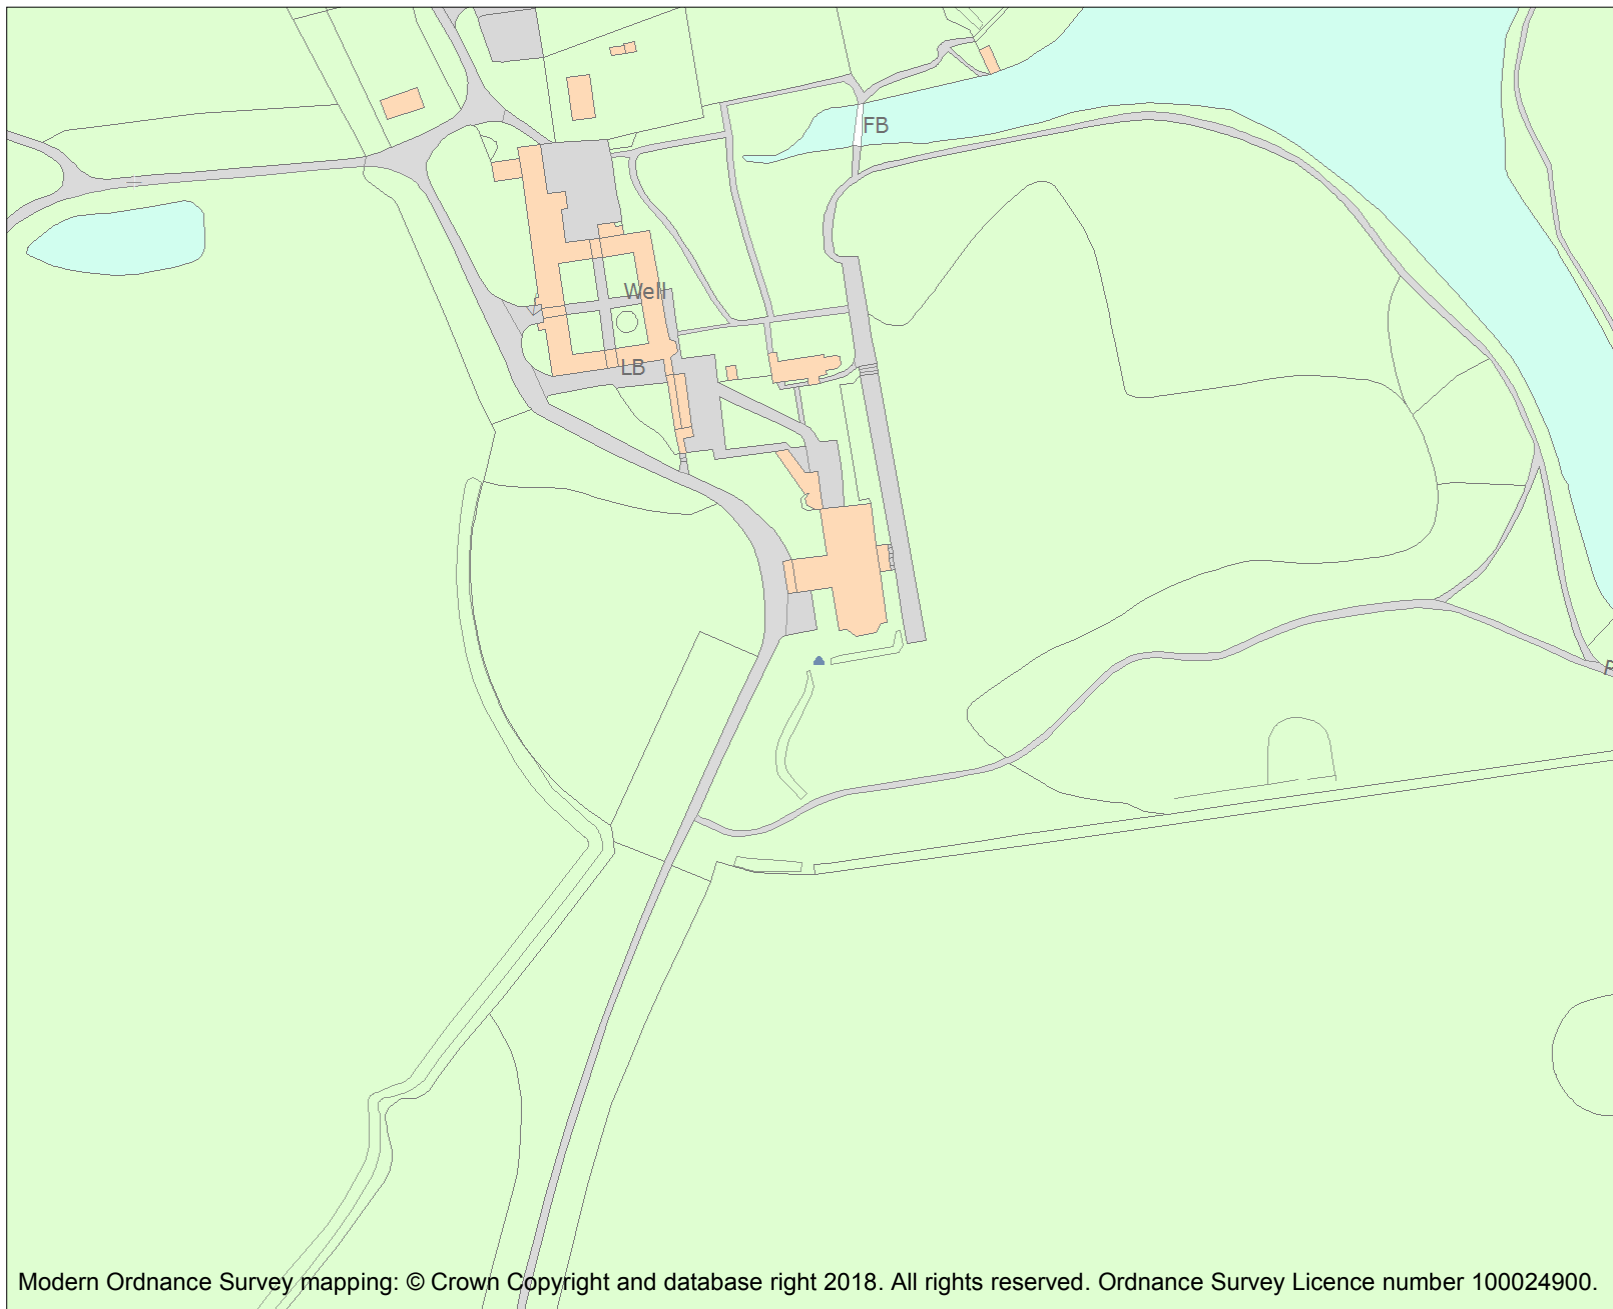 FB
Well
LB
Modern Ordnance Survey mapping: © Crown Copyright and database right 2018. All rights reserved. Ordnance Survey Licence number 100024900.